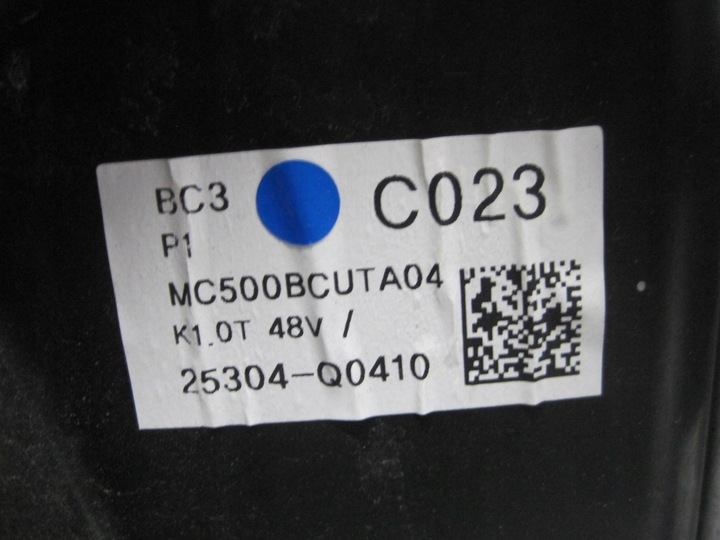 BC3 C023
P1
MC500BCUTA04
K1.0T 48V /
25304-Q0410